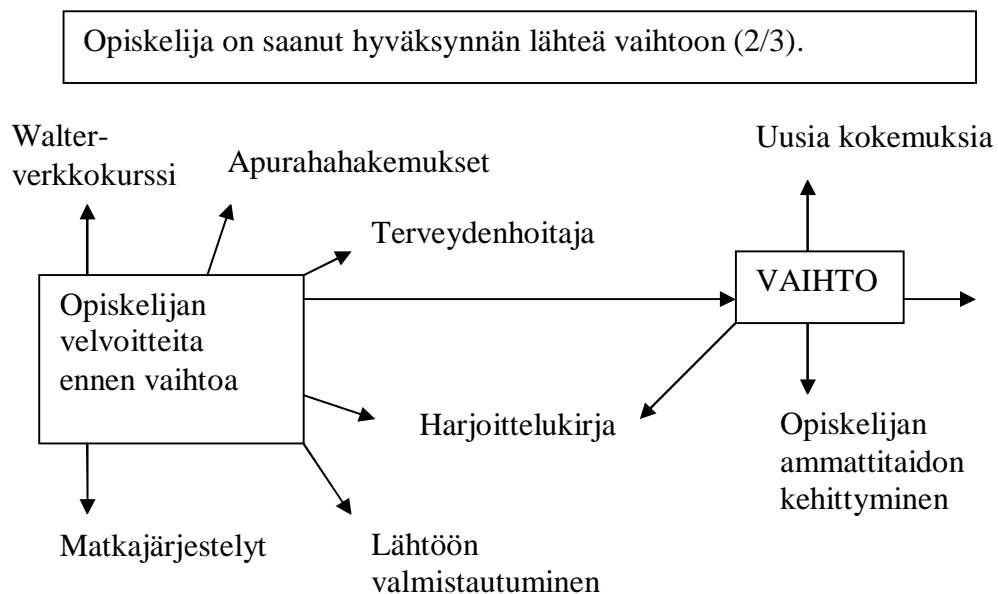 Opiskelija on saanut hyväksynnän lähteä vaihtoon (2/3).
Walter-
verkkokurssi
Apurahahakemukset
Terveydenhoitaja
Uusia kokemuksia
Opiskelijan
velvoitteita
ennen vaihtoa
VAIHTO
Harjoittelukirja
Opiskelijan
ammattitaidon
kehittyminen
Matkajärjestelyt
Lähtöön
valmistautuminen